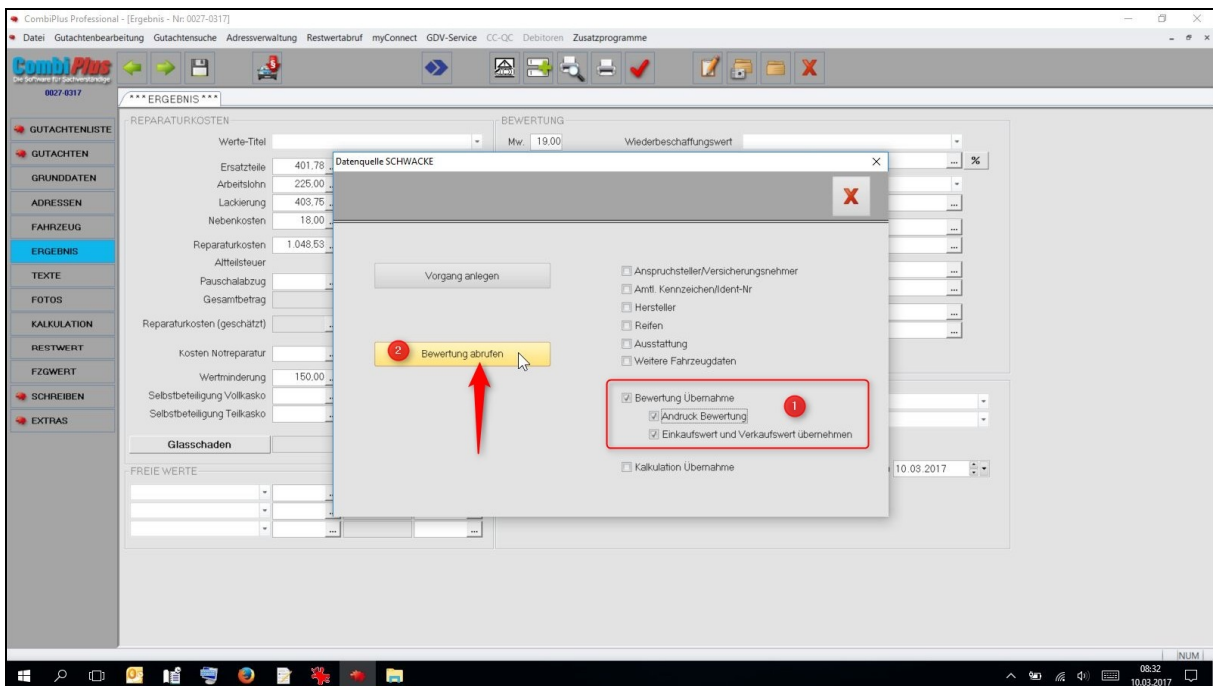 CombiPlus Professional - [Ergebnis - Nr: 0027-0317]
Datei Gutachtenbearbeitung Gutachtensuche Adressverwaltung Restwertabruf myConnect GDV-Service CC-QC Debitoren Zusatzprogramme
CombiPlus
Die Software für Sachverständige
0027-0317
*** ERGEBNIS ***
GUTACHTENLISTE
GUTACHTEN
GRUNDDATEN
ADRESSEN
FAHRZEUG
ERGEBNIS
TEXTE
FOTOS
KALKULATION
RESTWERT
FZGWERT
SCHREIBEN
EXTRAS
REPARATURKOSTEN
Werte-Titel
Ersatzteile 401,78
Arbeitslohn 225,00
Lackierung 403,75
Nebenkosten 18,00
Reparaturkosten 1.048,53
Altteilsteuer
Pauschalabzug
Gesamtbetrag
Reparaturkosten (geschätzt)
Kosten Notreparatur
Wertminderung 150,00
Selbstbeteiligung Vollkasko
Selbstbeteiligung Teilkasko
Glasschaden
FREIE WERTE
BEWERTUNG
Mw. 19,00 Wiederbeschaffungswert
%
Datenquelle SCHWACKE
X
Vorgang anlegen
2 Bewertung abrufen
Anspruchsteller/Versicherungsnehmer
Amtl. Kennzeichen/Ident-Nr
Hersteller
Reifen
Ausstattung
Weitere Fahrzeugdaten
Bewertung Übernahme
1
Andruck Bewertung
Einkaufswert und Verkaufswert übernehmen
Kalkulation Übernahme
10.03.2017
NUM
08:32
10.03.2017